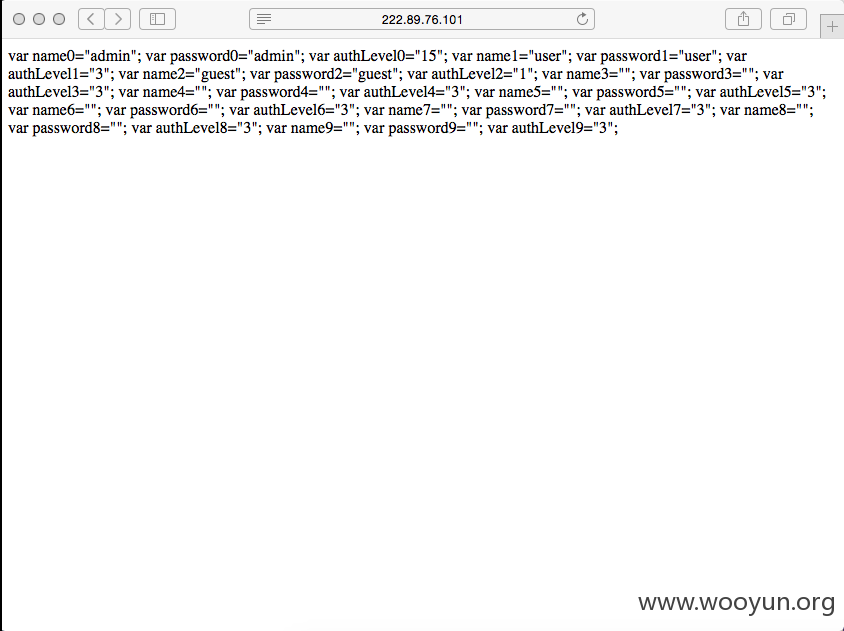 222.89.76.101
var name0="admin"; var password0="admin"; var authLevel0="15"; var name1="user"; var password1="user"; var
authLevel1="3"; var name2="guest"; var password2="guest"; var authLevel2="1"; var name3=""; var password3=""; var
authLevel3="3"; var name4=""; var password4=""; var authLevel4="3"; var name5=""; var password5=""; var authLevel5="3";
var name6=""; var password6=""; var authLevel6="3"; var name7=""; var password7=""; var authLevel7="3"; var name8="";
var password8=""; var authLevel8="3"; var name9=""; var password9=""; var authLevel9="3";
www.wooyun.org